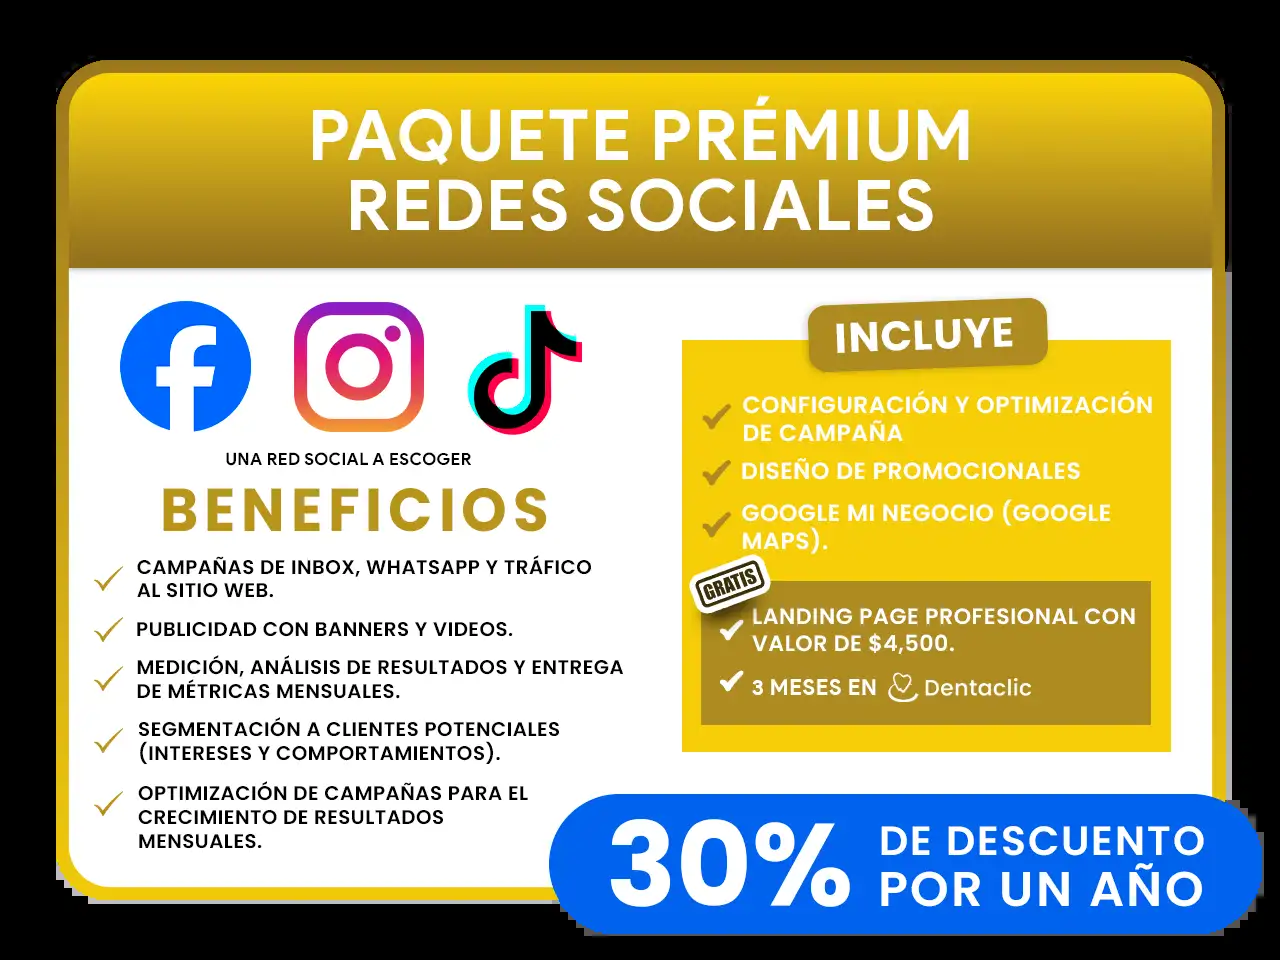 PAQUETE PRÉMIUM
REDES SOCIALES
UNA RED SOCIAL A ESCOGER
BENEFICIOS
CAMPAÑAS DE INBOX, WHATSAPP Y TRÁFICO
AL SITIO WEB.
PUBLICIDAD CON BANNERS Y VIDEOS.
MEDICIÓN, ANÁLISIS DE RESULTADOS Y ENTREGA
DE MÉTRICAS MENSUALES.
SEGMENTACIÓN A CLIENTES POTENCIALES
(INTERESES Y COMPORTAMIENTOS).
OPTIMIZACIÓN DE CAMPAÑAS PARA EL
CRECIMIENTO DE RESULTADOS
MENSUALES.
INCLUYE
CONFIGURACIÓN Y OPTIMIZACIÓN
DE CAMPAÑA
DISEÑO DE PROMOCIONALES
GOOGLE MI NEGOCIO (GOOGLE
MAPS).
GRATIS
LANDING PAGE PROFESIONAL CON
VALOR DE $4,500.
3 MESES EN Dentaclic
30% DE DESCUENTO
POR UN AÑO